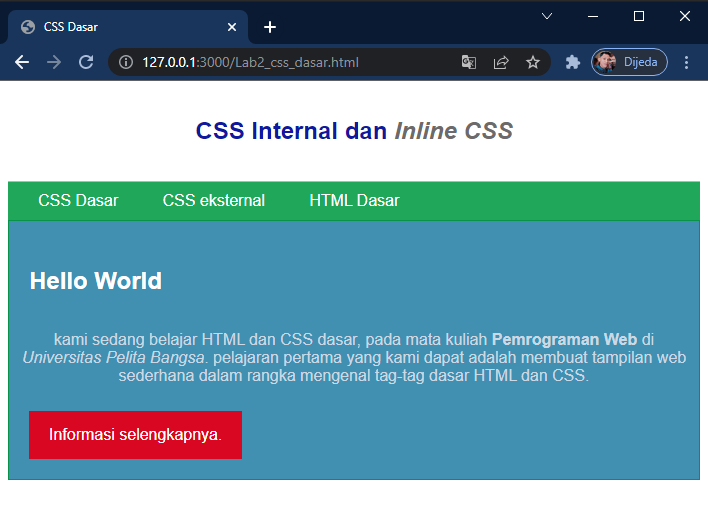 CSS Dasar
127.0.0.1:3000/Lab2_css_dasar.html
Dijeda
CSS Internal dan Inline CSS
CSS Dasar CSS eksternal HTML Dasar
Hello World
kami sedang belajar HTML dan CSS dasar, pada mata kuliah Pemrograman Web di
Universitas Pelita Bangsa. pelajaran pertama yang kami dapat adalah membuat tampilan web
sederhana dalam rangka mengenal tag-tag dasar HTML dan CSS.
Informasi selengkapnya.